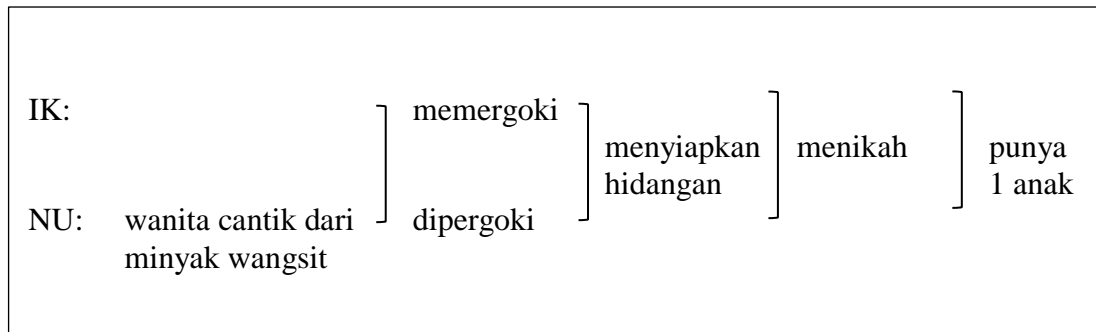 IK: memergoki
menyiapkan menikah punya
hidangan 1 anak
NU: wanita cantik dari dipergoki
minyak wangsit